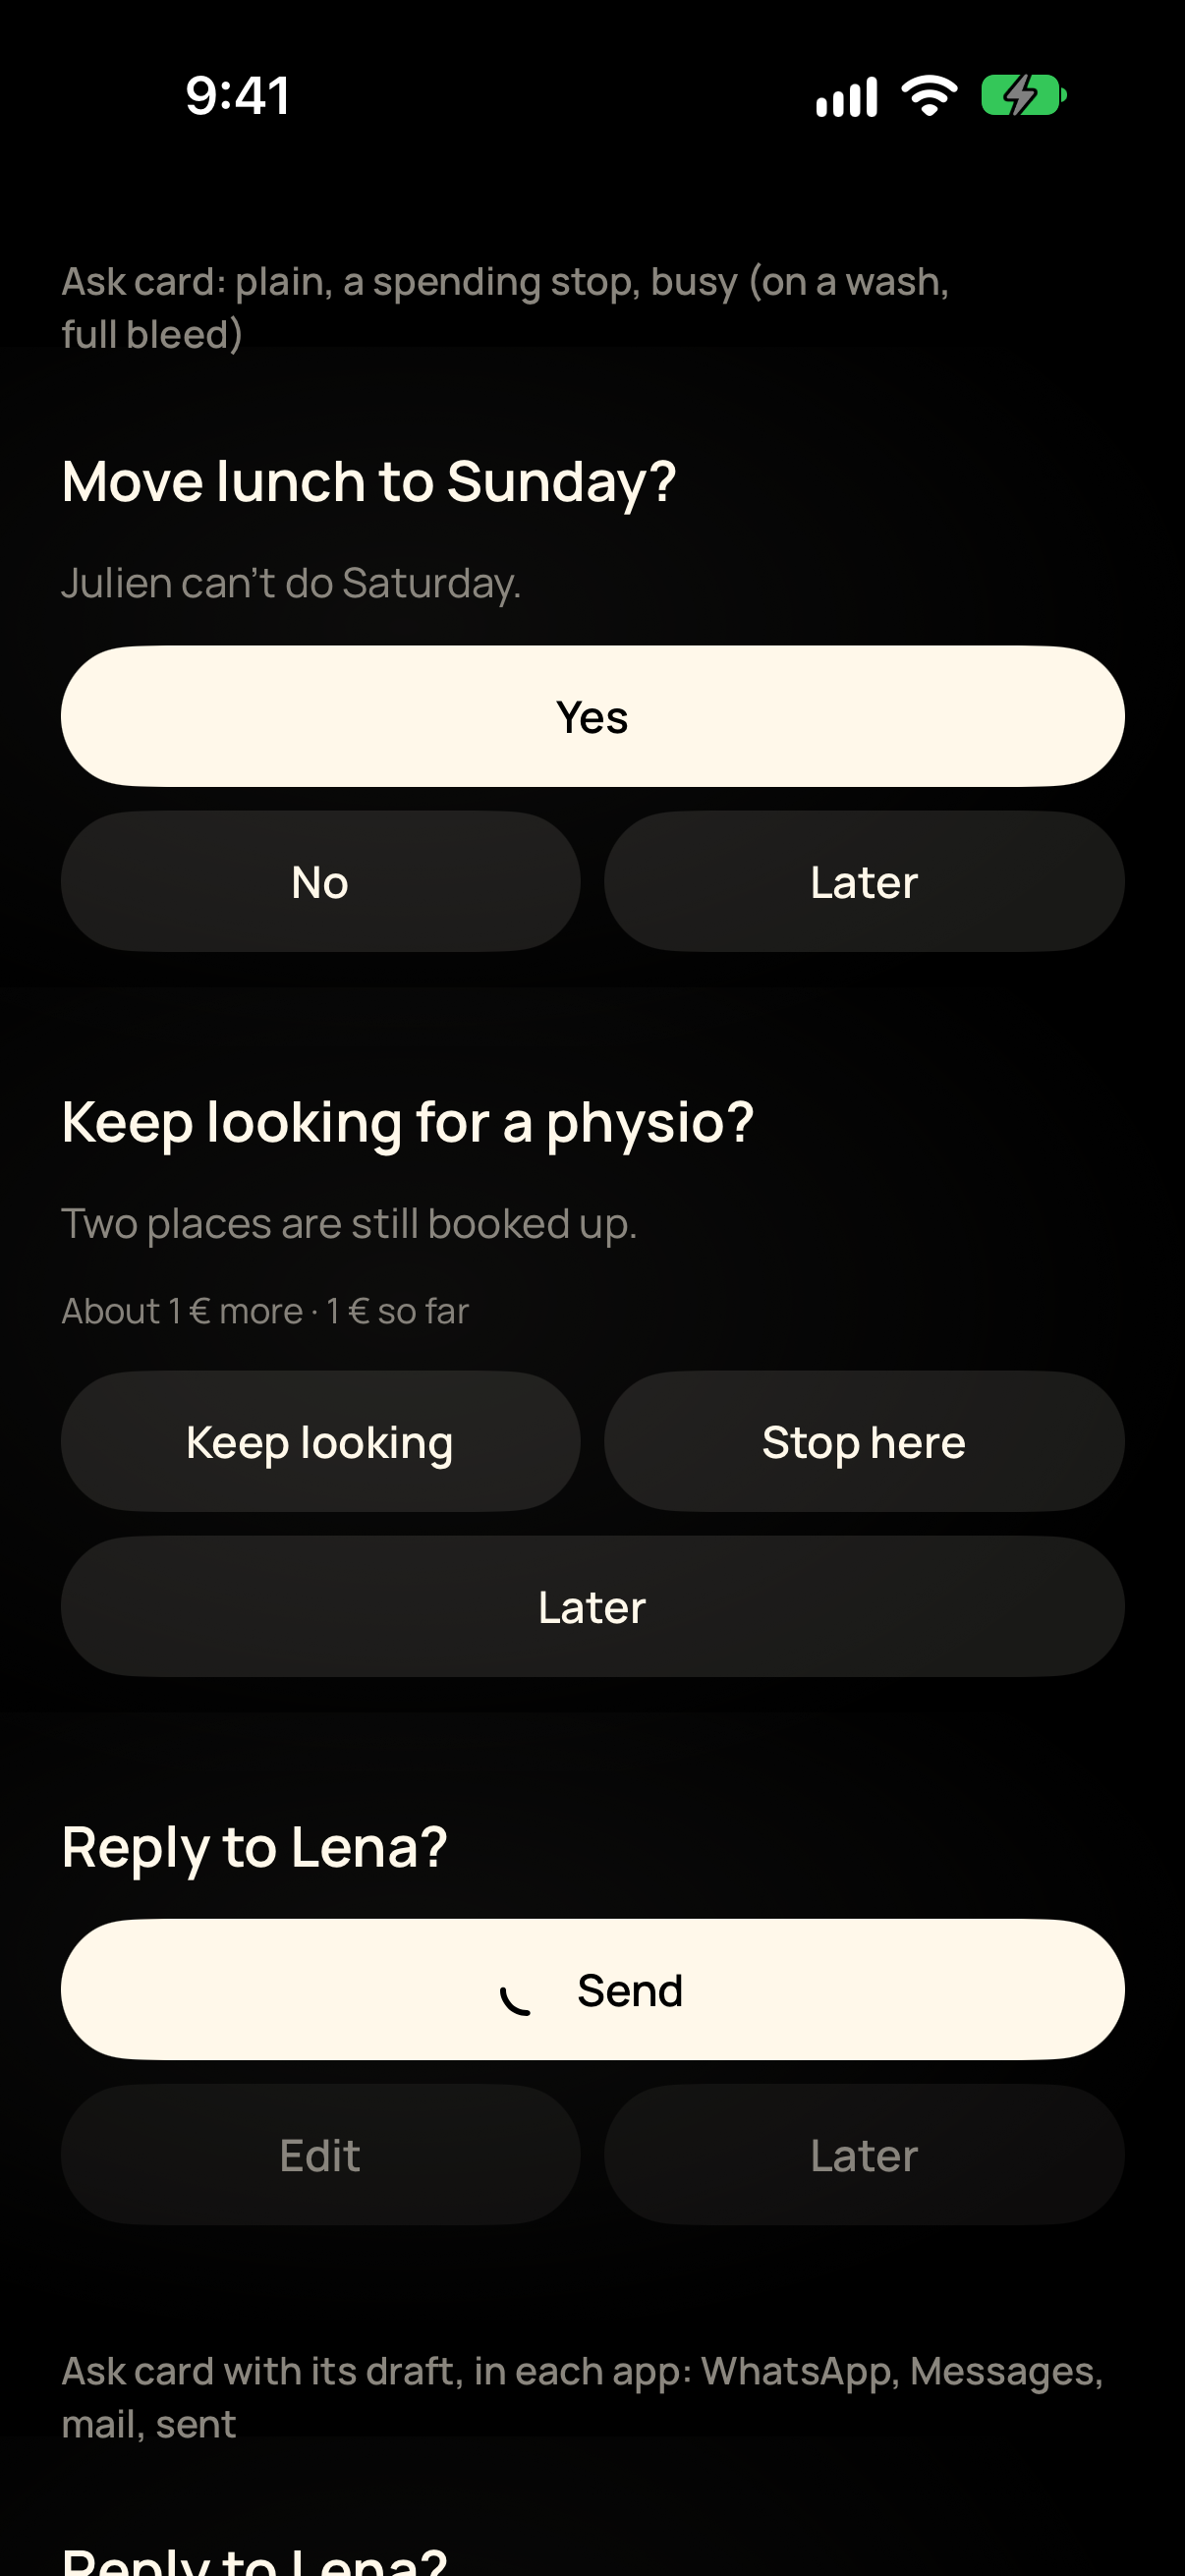 9:41
Ask card: plain, a spending stop, busy (on a wash,
full bleed)
Move lunch to Sunday?
Julien can’t do Saturday.
Yes
No
Later
Keep looking for a physio?
Two places are still booked up.
About 1 € more · 1 € so far
Keep looking
Stop here
Later
Reply to Lena?
Send
Edit
Later
Ask card with its draft, in each app: WhatsApp, Messages,
mail, sent
Reply to Lena?